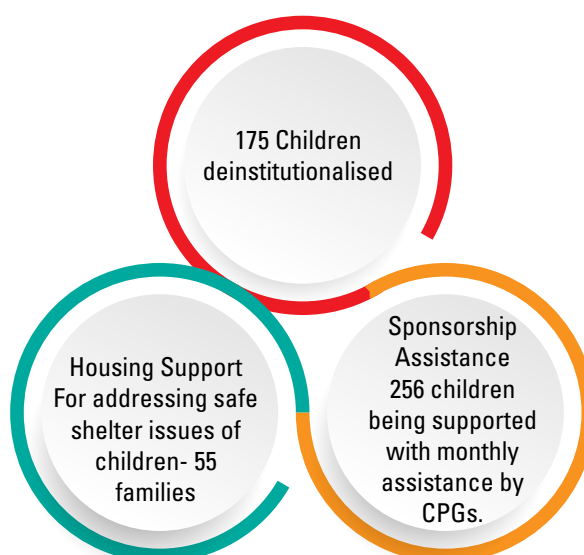 175 Children
deinstitutionalised
Housing Support
For addressing safe
shelter issues of
children- 55
families
Sponsorship
Assistance
256 children
being supported
with monthly
assistance by
CPGs.